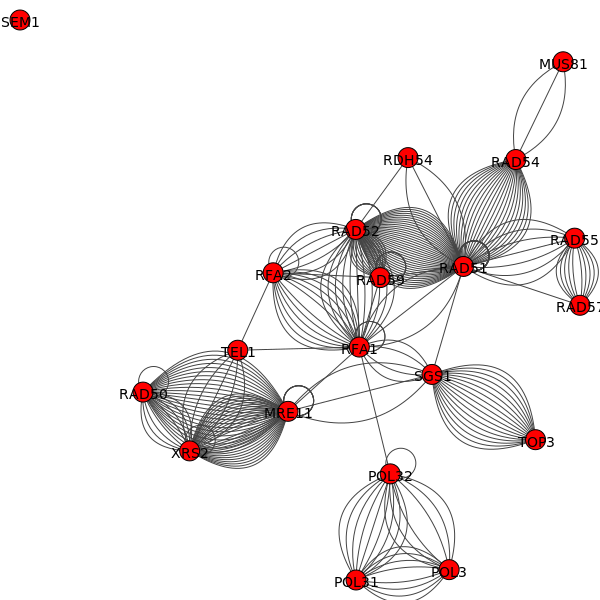 SEM1
MUS81
RDH54
RAD54
RAD52
RAD55
RAD51
RFA2
RAD59
RAD57
TEL1
RFA1
SGS1
RAD50
MRE11
XRS2
TOP3
POL32
POL3
POL31